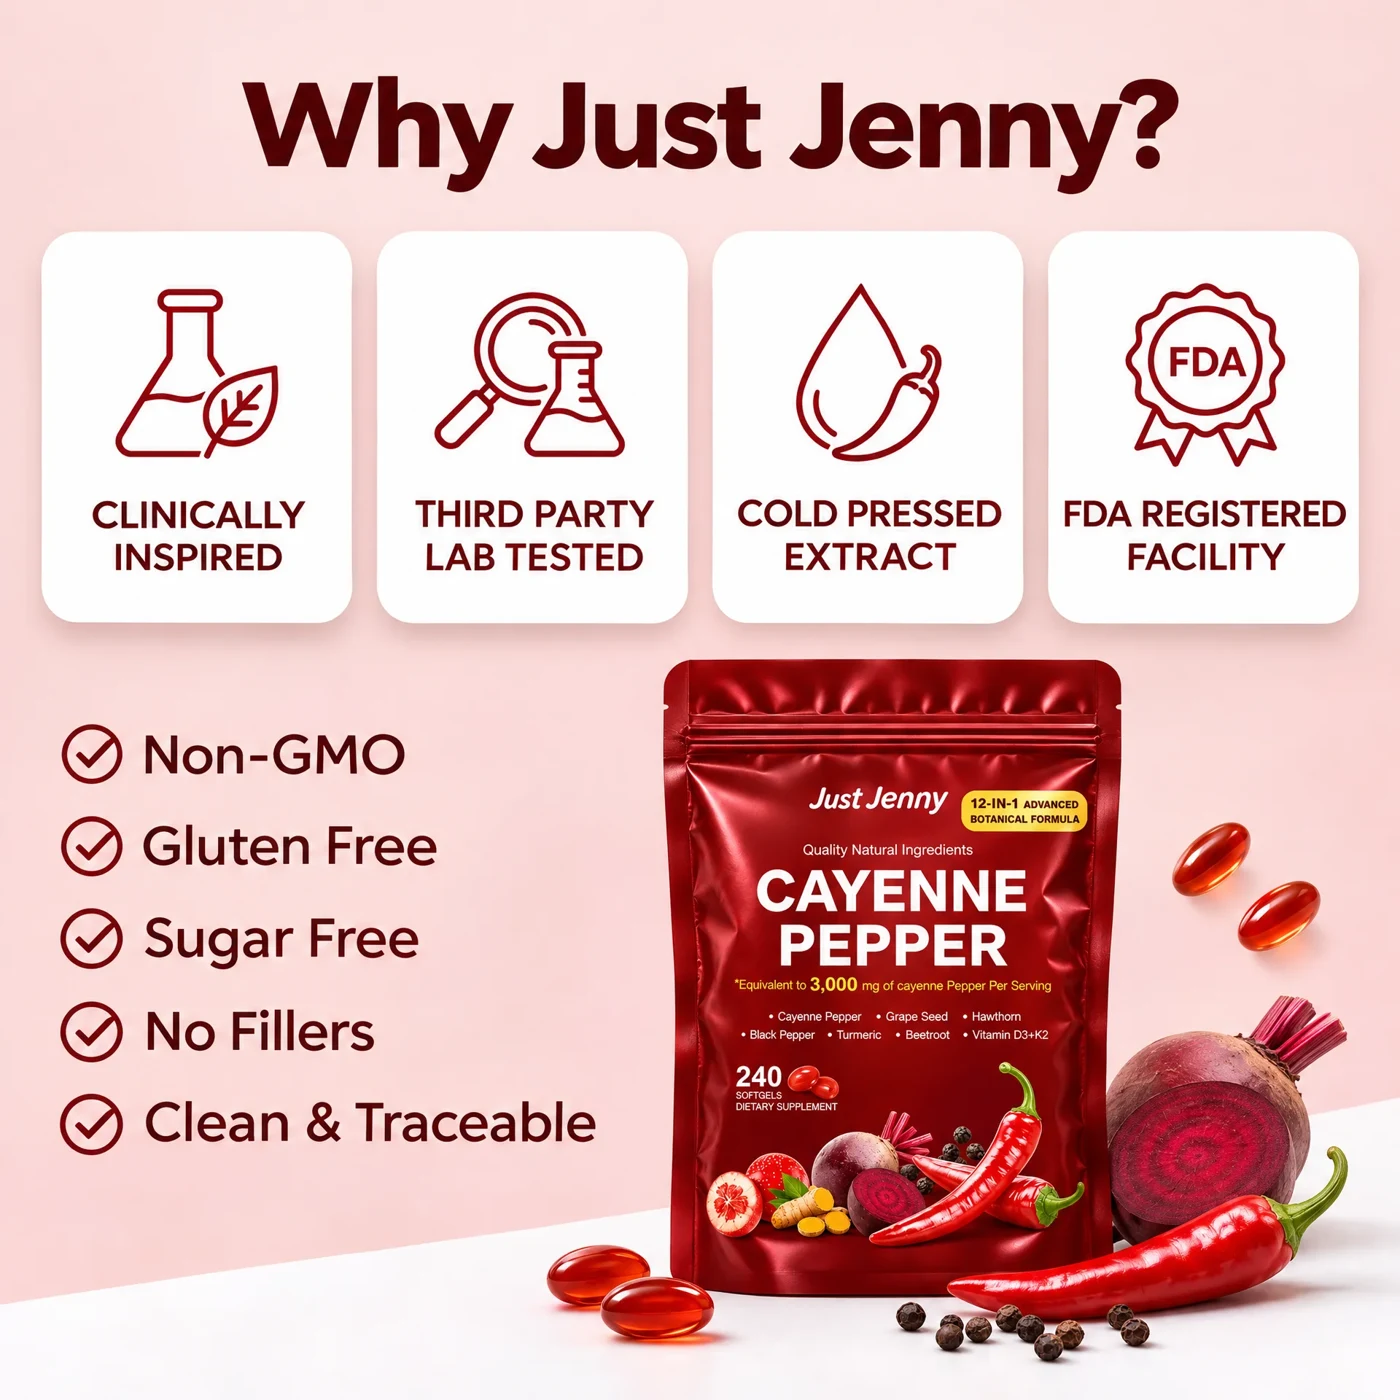 Why Just Jenny?
CLINICALLY
INSPIRED
THIRD PARTY
LAB TESTED
COLD PRESSED
EXTRACT
FDA
FDA REGISTERED
FACILITY
Non-GMO
Gluten Free
Sugar Free
No Fillers
Clean & Traceable
Just Jenny
12-IN-1 ADVANCED
BOTANICAL FORMULA
Quality Natural Ingredients
CAYENNE
PEPPER
*Equivalent to 3,000 mg of cayenne Pepper Per Serving
• Cayenne Pepper • Grape Seed • Hawthorn
• Black Pepper • Turmeric • Beetroot • Vitamin D3+K2
240
SOFTGELS
DIETARY SUPPLEMENT